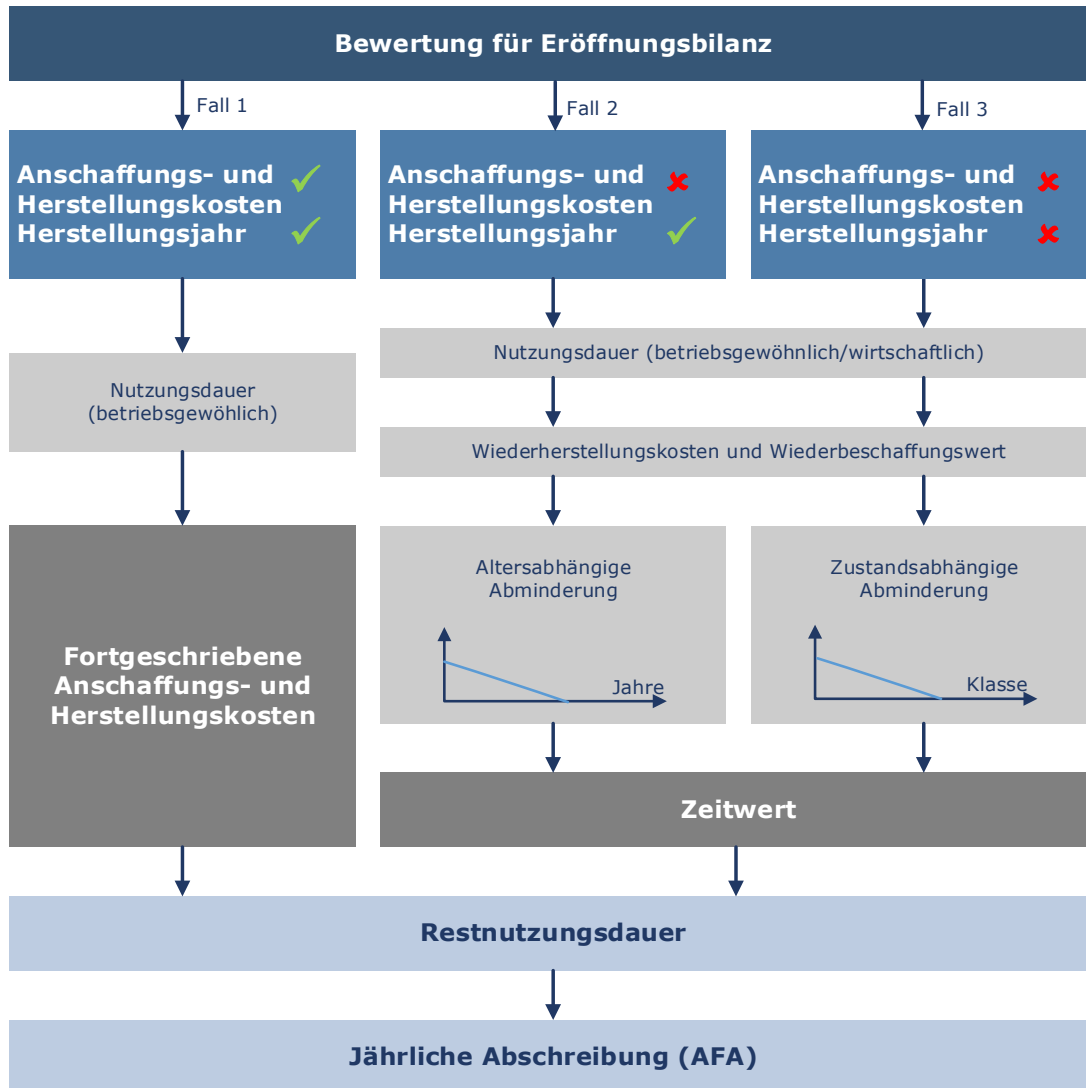 Bewertung für Eröffnungsbilanz
Fall 1
Fall 2
Fall 3
Anschaffungs- und
Herstellungskosten
Herstellungsjahr
Anschaffungs- und
Herstellungskosten
Herstellungsjahr
Anschaffungs- und
Herstellungskosten
Herstellungsjahr
Nutzungsdauer
(betriebsgewöhlich)
Nutzungsdauer (betriebsgewöhnlich/wirtschaftlich)
Wiederherstellungskosten und Wiederbeschaffungswert
Fortgeschriebene
Anschaffungs- und
Herstellungskosten
Altersabhängige
Abminderung
Jahre
Zustandsabhängige
Abminderung
Klasse
Zeitwert
Restnutzungsdauer
Jährliche Abschreibung (AFA)